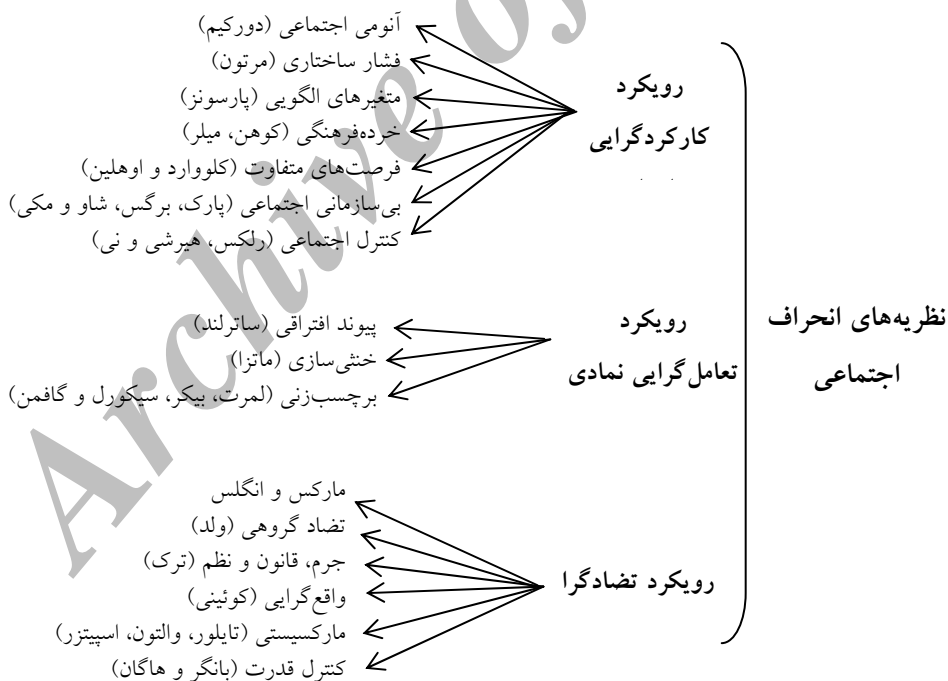 نظریه‌های انحراف
اجتماعی
رویکرد
کارکردگرایی
آنومی اجتماعی (دورکیم)
فشار ساختاری (مرتون)
متغیرهای الگویی (پارسونز)
خرده‌فرهنگی (کوهن، میلر)
فرصت‌های متفاوت (کلووارد و اوهلین)
بی‌سازمانی اجتماعی (پارک، برگس، شاو و مکی)
کنترل اجتماعی (رلکس، هیرشی و نی)
رویکرد
تعامل‌گرایی نمادی
پیوند افتراقی (ساترلند)
خنثی‌سازی (ماتزا)
برچسب‌زنی (لمرت، بیکر، سیکورل و گافمن)
رویکرد تضادگرا
مارکس و انگلس
تضاد گروهی (ولد)
جرم، قانون و نظم (ترک)
واقع‌گرایی (کوئینی)
مارکسیستی (تایلور، والتون، اسپیتزر)
کنترل قدرت (بانگر و هاگان)
Archive of